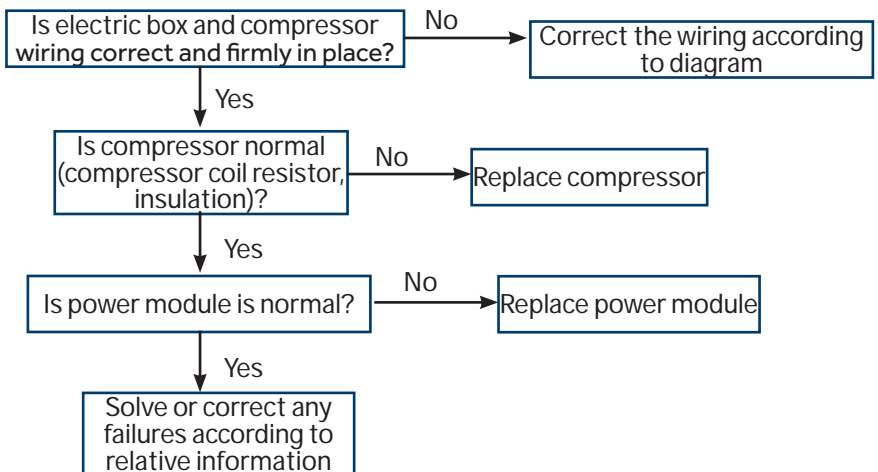 Is electric box and compressor
wiring correct and firmly in place?
No
Correct the wiring according
to diagram
Yes
Is compressor normal
(compressor coil resistor,
insulation)?
No
Replace compressor
Yes
Is power module is normal?
No
Replace power module
Yes
Solve or correct any
failures according to
relative information